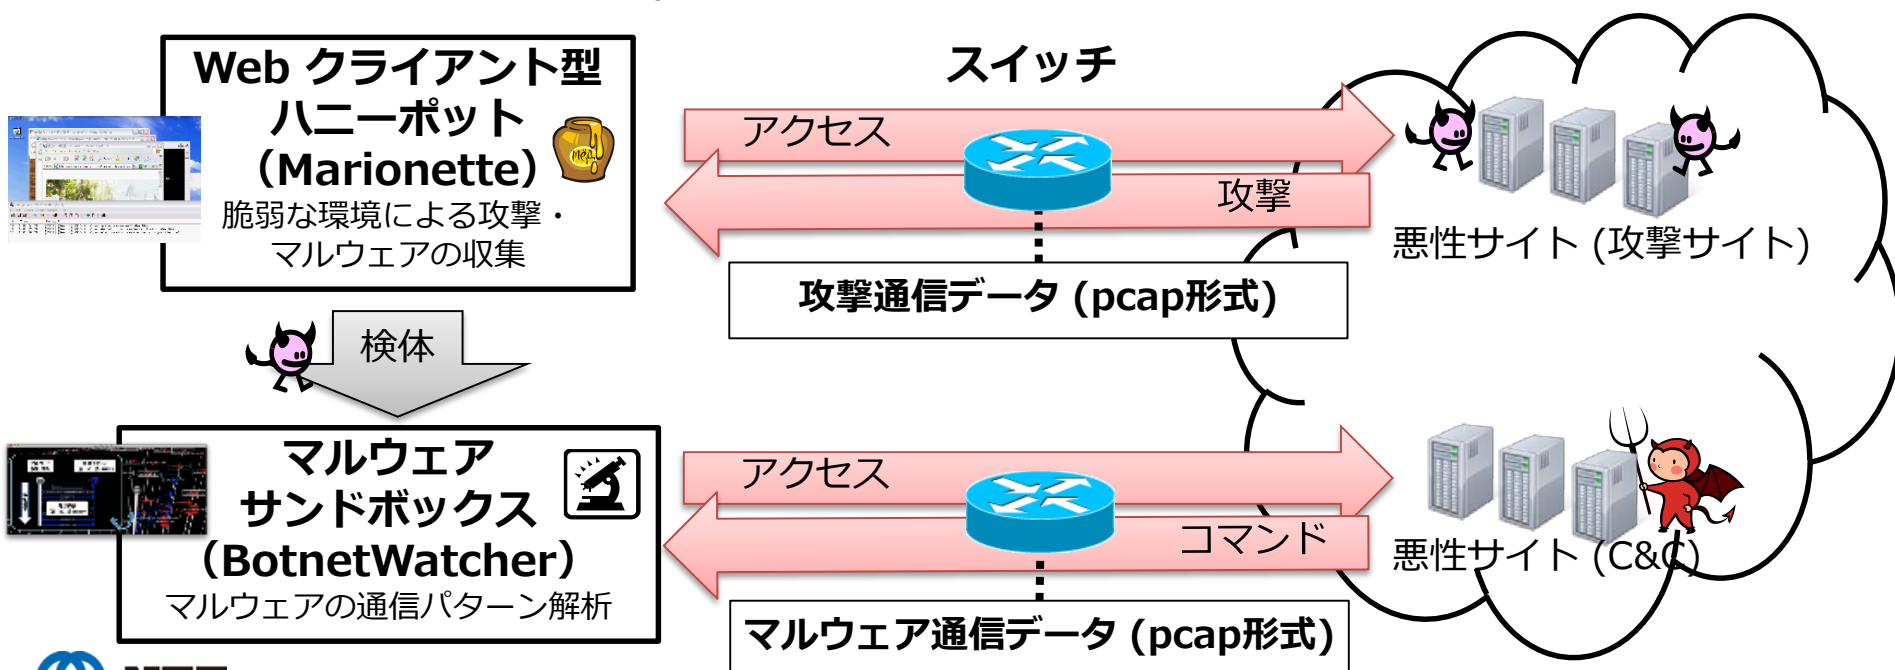 Web クライアント型
ハニーポット
（Marionette）
脆弱な環境による攻撃・
マルウェアの収集
スイッチ
アクセス
攻撃
攻撃通信データ (pcap形式)
悪性サイト (攻撃サイト)
検体
マルウェア
サンドボックス
（BotnetWatcher）
マルウェアの通信パターン解析
アクセス
コマンド
マルウェア通信データ (pcap形式)
悪性サイト (C&C)